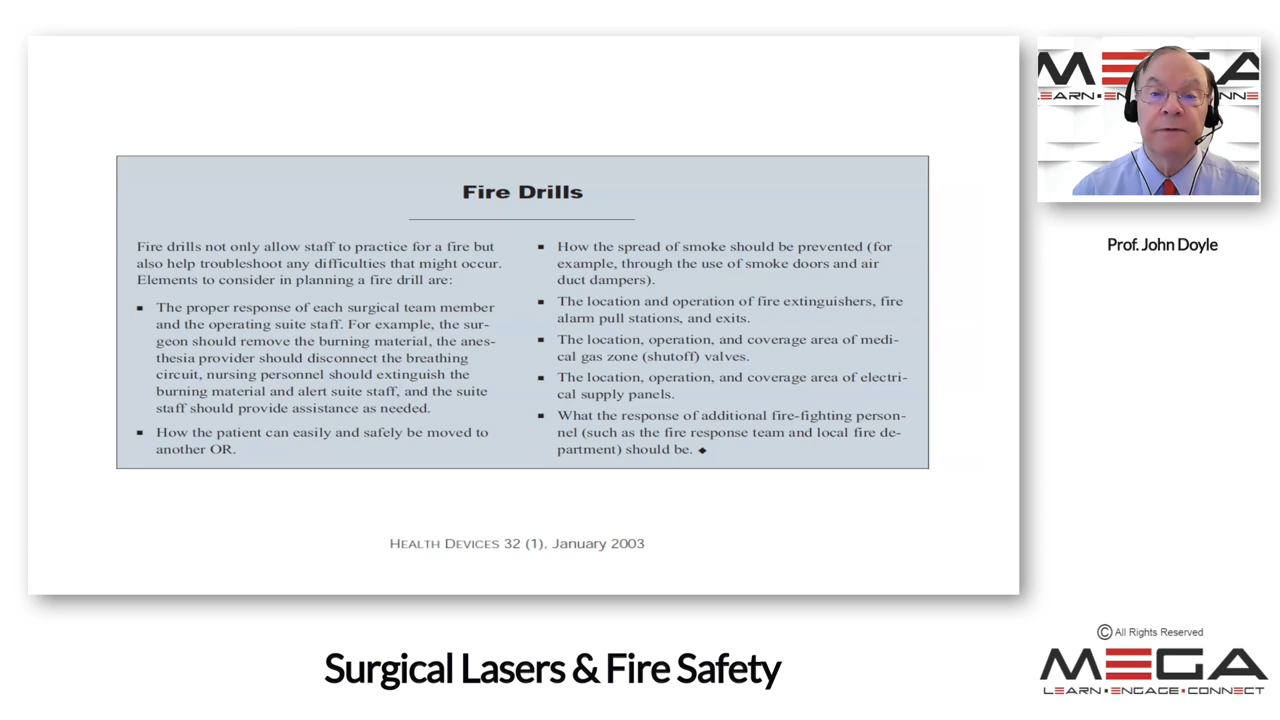 Fire Drills
Fire drills not only allow staff to practice for a fire but
also help troubleshoot any difficulties that might occur.
Elements to consider in planning a fire drill are:
▪ The proper response of each surgical team member
and the operating suite staff. For example, the sur-
geon should remove the burning material, the anes-
thesia provider should disconnect the breathing
circuit, nursing personnel should extinguish the
burning material and alert suite staff, and the suite
staff should provide assistance as needed.
▪ How the patient can easily and safely be moved to
another OR.
▪ How the spread of smoke should be prevented (for
example, through the use of smoke doors and air
duct dampers).
▪ The location and operation of fire extinguishers, fire
alarm pull stations, and exits.
▪ The location, operation, and coverage area of medi-
cal gas zone (shutoff) valves.
▪ The location, operation, and coverage area of electri-
cal supply panels.
▪ What the response of additional fire-fighting person-
nel (such as the fire response team and local fire de-
partment) should be. ◆
HEALTH DEVICES 32 (1), January 2003
MEGA
LEARN▪EN
CONNE
Prof. John Doyle
Surgical Lasers & Fire Safety
© All Rights Reserved
MEGA
LEARN▪ENGAGE▪CONNECT